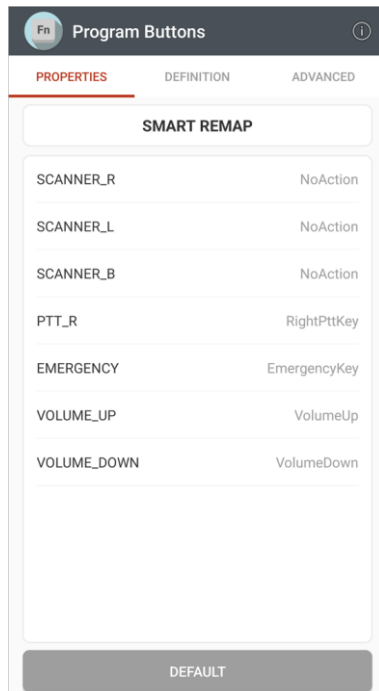 Fn Program Buttons
PROPERTIES DEFINITION ADVANCED
SMART REMAP
SCANNER_R NoAction
SCANNER_L NoAction
SCANNER_B NoAction
PTT_R RightPttKey
EMERGENCY EmergencyKey
VOLUME_UP VolumeUp
VOLUME_DOWN VolumeDown
DEFAULT